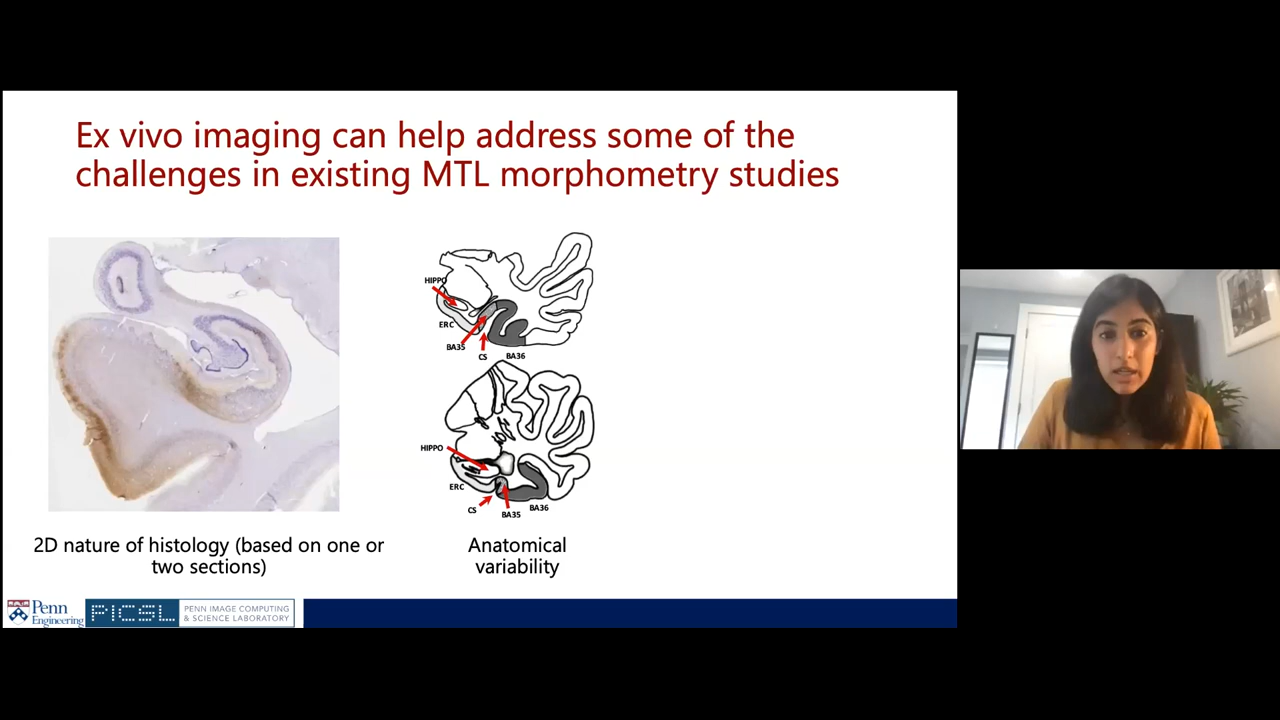 Ex vivo imaging can help address some of the
challenges in existing MTL morphometry studies
HIPPO
ERC
BA35
CS
BA36
HIPPO
ERC
CS
BA35
BA36
2D nature of histology (based on one or
two sections)
Anatomical
variability
Penn
Engineering
PICSL
PENN IMAGE COMPUTING
& SCIENCE LABORATORY